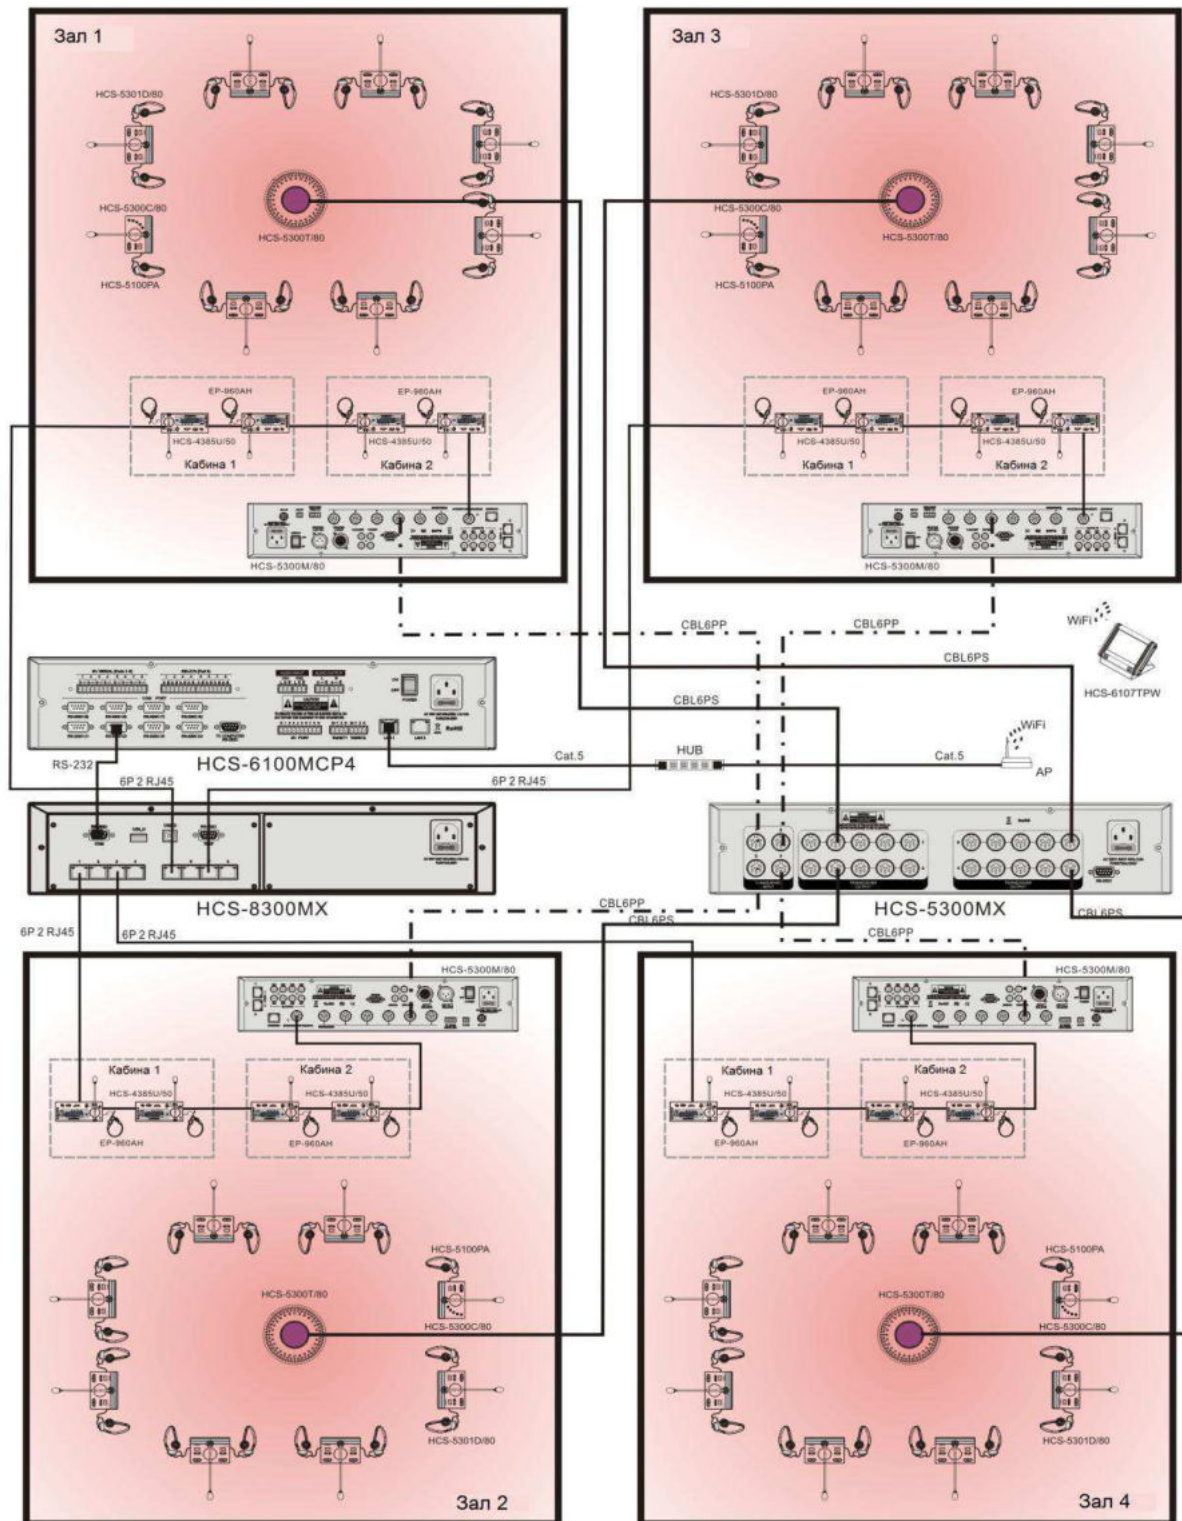 Зал 1
HCS-5301D/80
HCS-5300C/80
HCS-5300T/80
HCS-5100PA
EP-960AH
EP-960AH
HCS-4385U/50
HCS-4385U/50
Кабина 1
Кабина 2
HCS-5300M/80
Зал 3
HCS-5301D/80
HCS-5300C/80
HCS-5300T/80
HCS-5100PA
EP-960AH
EP-960AH
HCS-4385U/50
HCS-4385U/50
Кабина 1
Кабина 2
HCS-5300M/80
CBL6PP
CBL6PP
WiFi
CBL6PS
HCS-6107TPW
CBL6PS
WiFi
HUB
RS-232
HCS-6100MCP4
Cat.5
Cat.5
AP
6P 2 RJ45
6P 2 RJ45
HCS-8300MX
HCS-5300MX
CBL6PP
CBL6PS
CBL6PS
6P 2 RJ45
6P 2 RJ45
CBL6PP
HCS-5300M/80
Кабина 1
Кабина 2
HCS-4385U/50
HCS-4385U/50
EP-960AH
EP-960AH
HCS-5100PA
HCS-5300T/80
HCS-5300C/80
HCS-5301D/80
Зал 2
HCS-5300M/80
Кабина 1
Кабина 2
HCS-4385U/50
HCS-4385U/50
EP-960AH
EP-960AH
HCS-5100PA
HCS-5300T/80
HCS-5300C/80
HCS-5301D/80
Зал 4